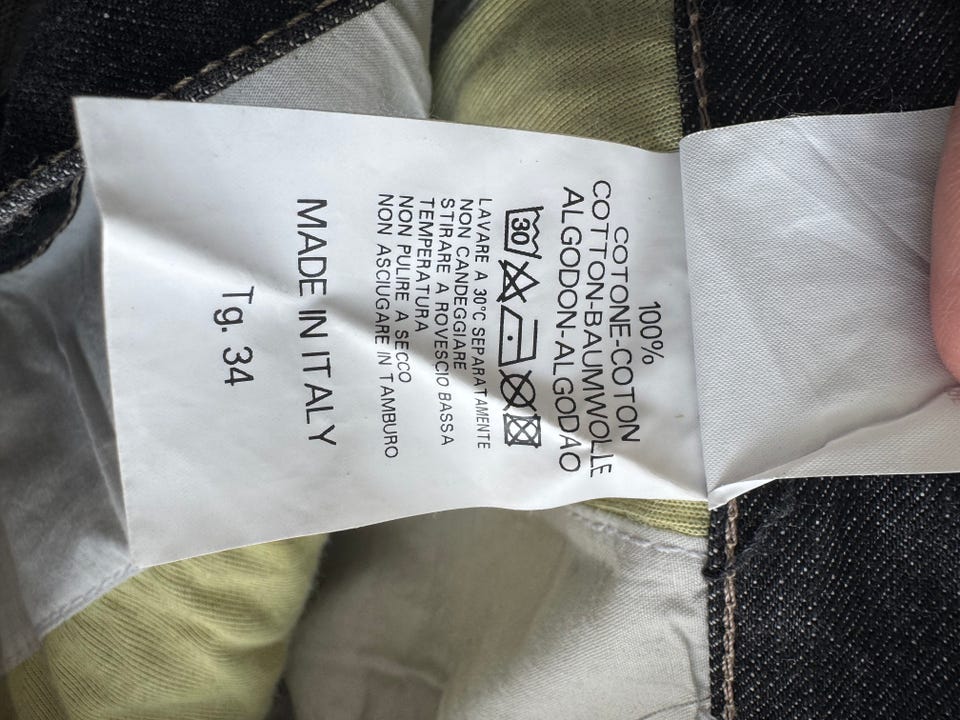 100%
COTONE-COTON
COTTON-BAUMWOLLE
ALGODON-ALGODAO
30
LAVARE A 30°C SEPARATAMENTE
NON CANDEGGIARE
STIRARE A ROVESCIO BASSA
TEMPERATURA
NON PULIRE A SECCO
NON ASCIUGARE IN TAMBURO
MADE IN ITALY
Tg. 34